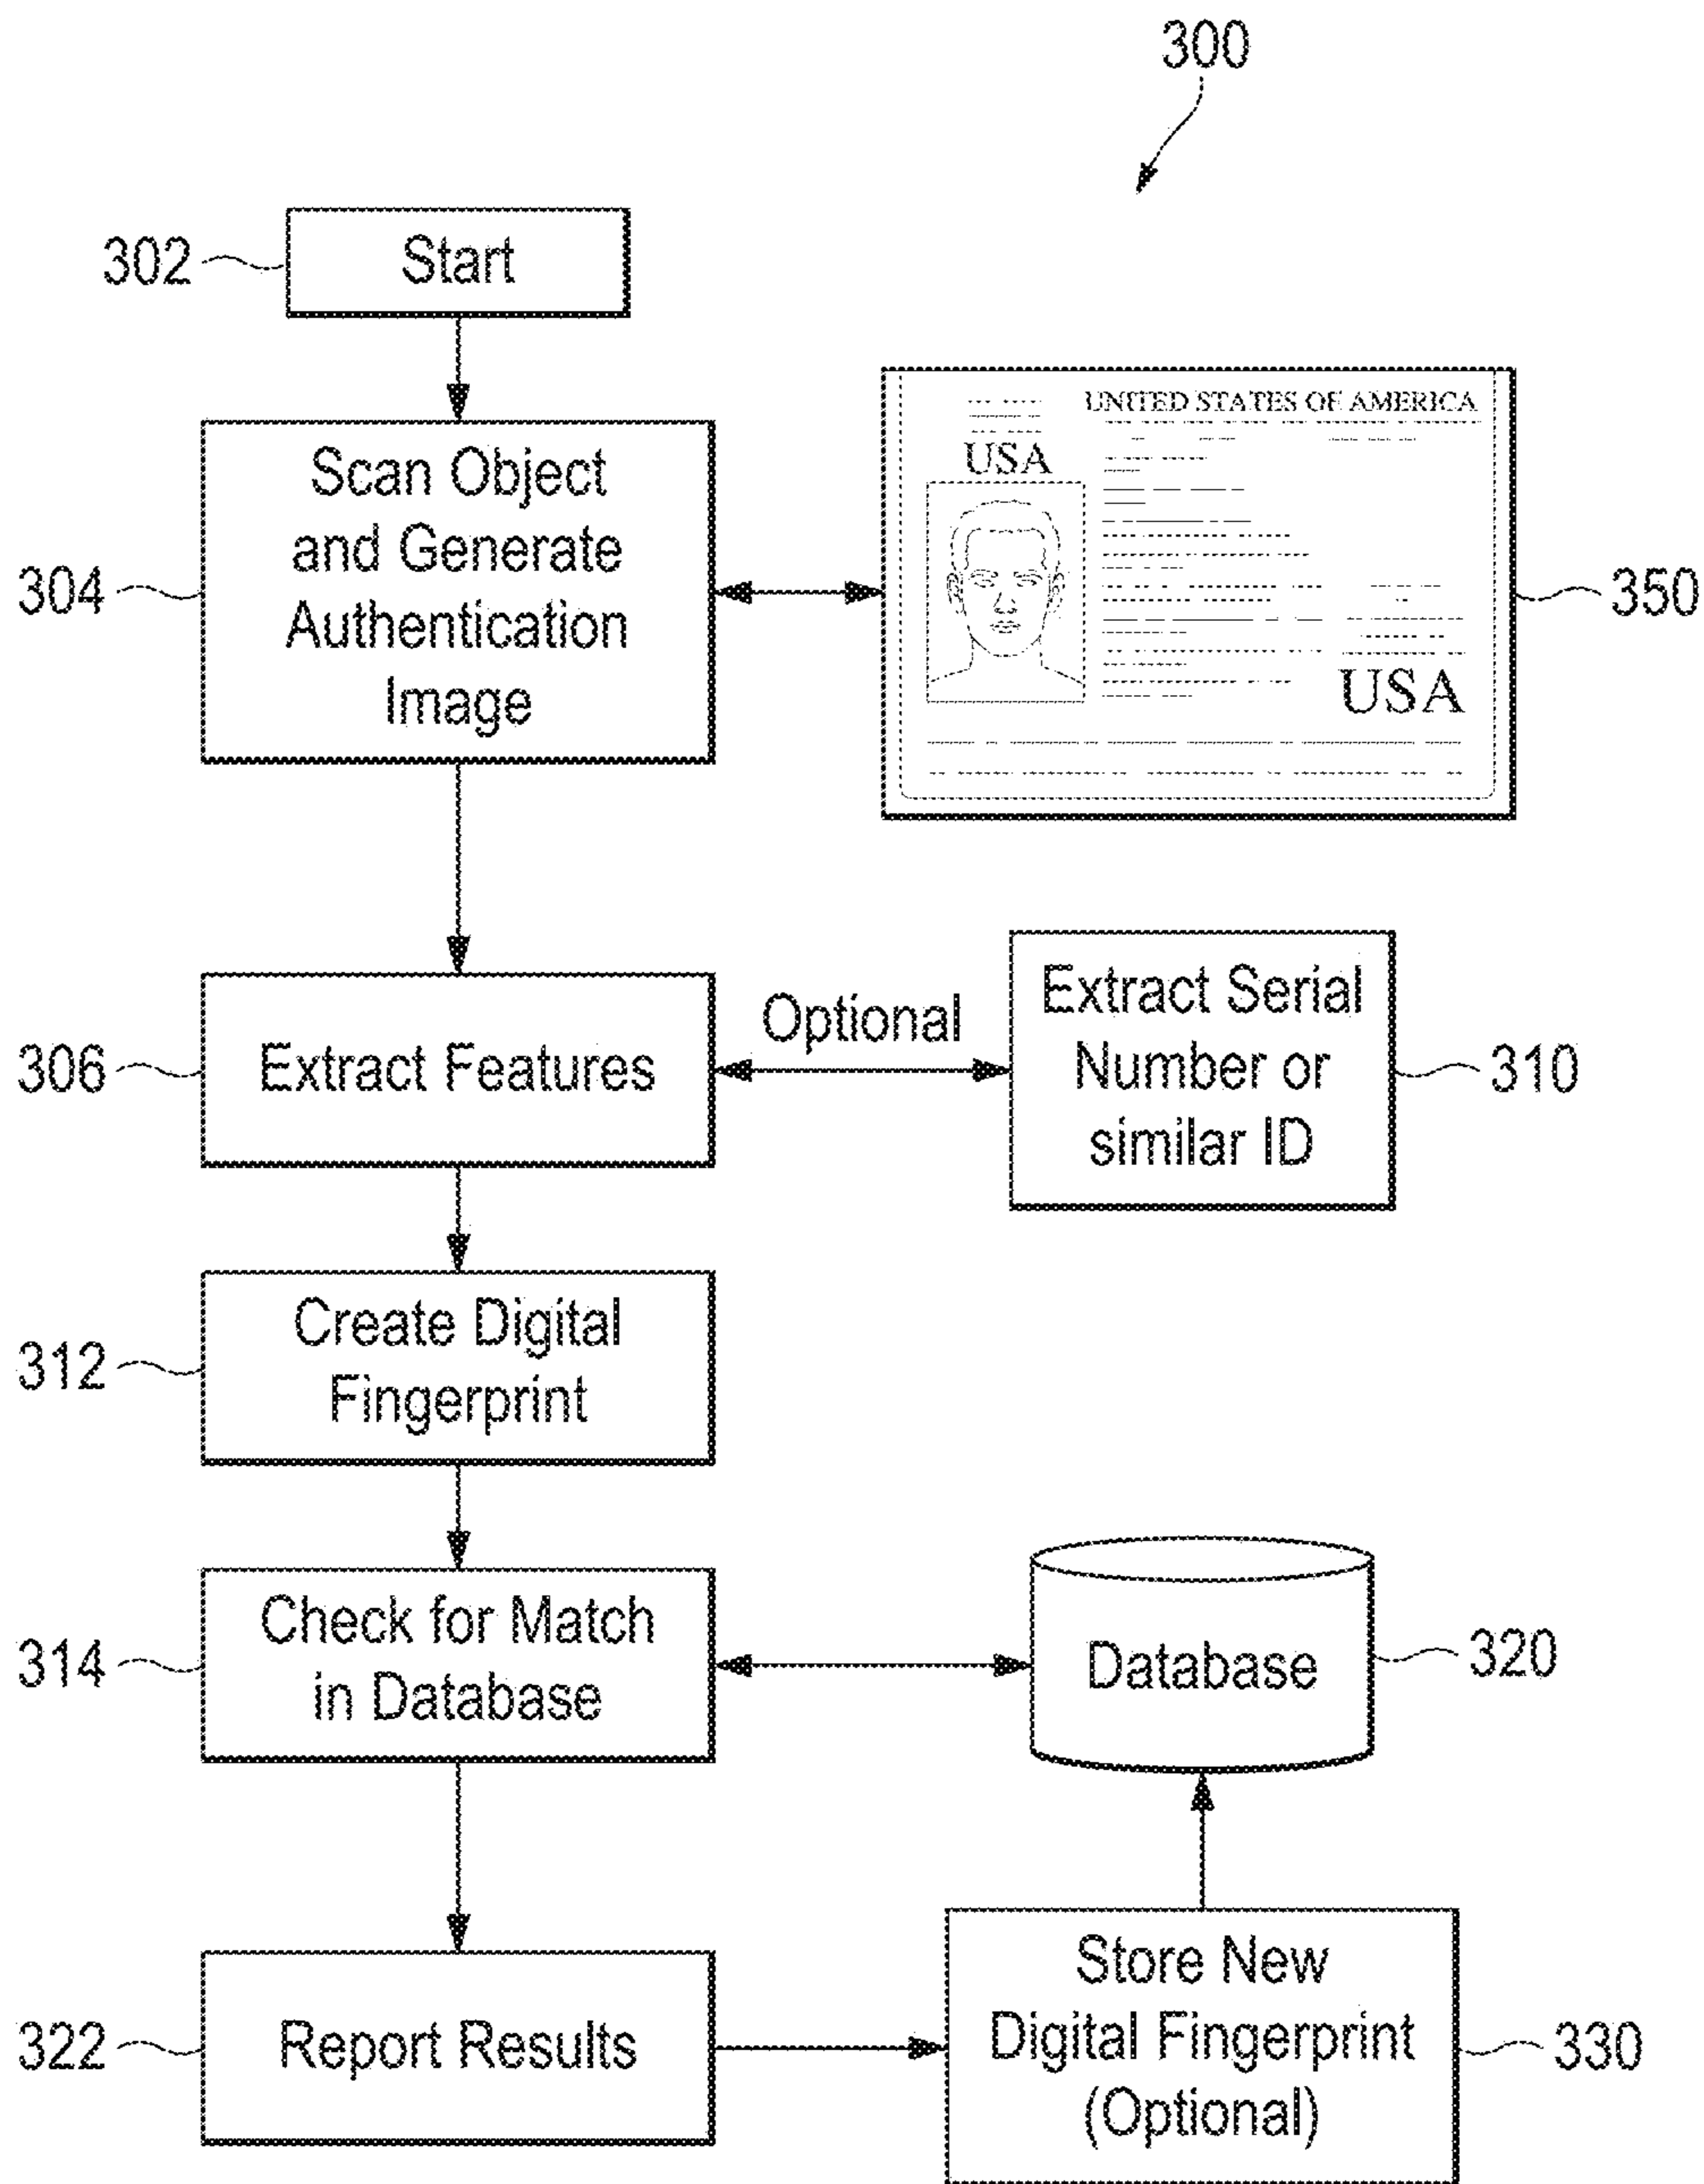 300
302
Start
304
Scan Object
and Generate
Authentication
Image
UNITED STATES OF AMERICA
USA
USA
350
306
Extract Features
Optional
Extract Serial
Number or
similar ID
310
312
Create Digital
Fingerprint
314
Check for Match
in Database
Database
320
322
Report Results
Store New
Digital Fingerprint
(Optional)
330